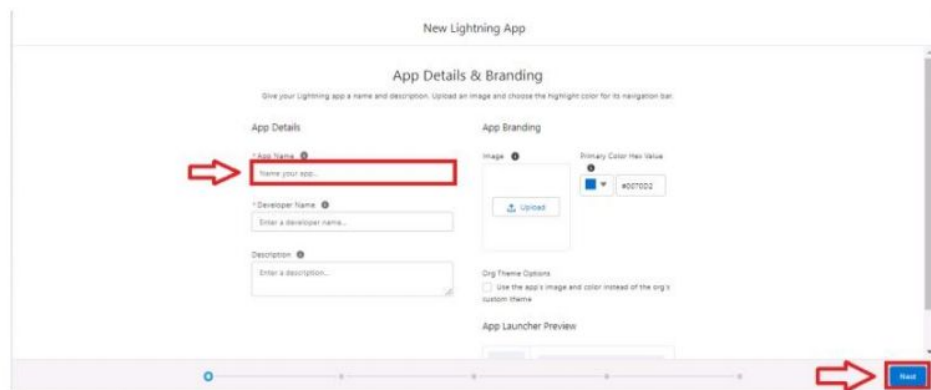 New Lightning App
App Details & Branding
Give your Lightning app a name and description. Upload an image and choose the highlight color for its navigation bar.
App Details
App Branding
* App Name
Name your app...
Image
Primary Color Hex Value
#0070D2
Upload
* Developer Name
Enter a developer name...
Description
Enter a description...
Org Theme Options
Use the app's image and color instead of the org's
custom theme
App Launcher Preview
Next